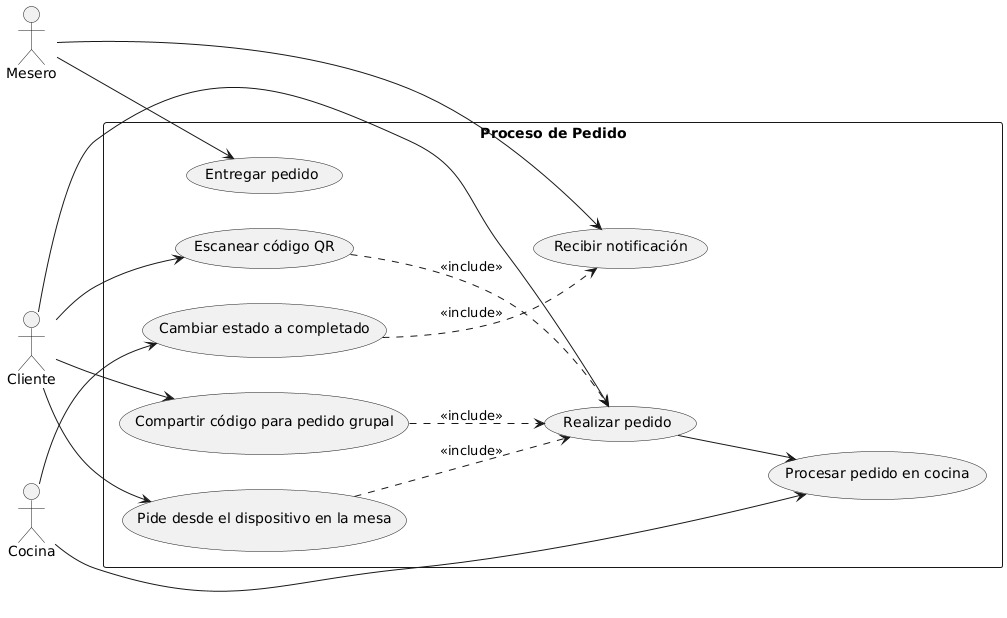 Mesero
Proceso de Pedido
Entregar pedido
Escanear código QR
Recibir notificación
«include»
Cambiar estado a completado
«include»
Cliente
Compartir código para pedido grupal
«include»
Realizar pedido
«include»
Procesar pedido en cocina
Pide desde el dispositivo en la mesa
Cocina